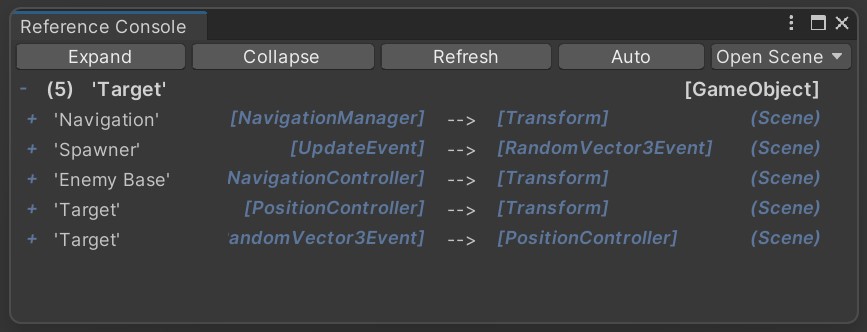 Reference Console
Expand Collapse Refresh Auto Open Scene
- (5) 'Target' [GameObject]
+ 'Navigation' [NavigationManager] --> [Transform] (Scene)
+ 'Spawner' [UpdateEvent] --> [RandomVector3Event] (Scene)
+ 'Enemy Base' NavigationController] --> [Transform] (Scene)
+ 'Target' [PositionController] --> [Transform] (Scene)
+ 'Target' andomVector3Event] --> [PositionController] (Scene)